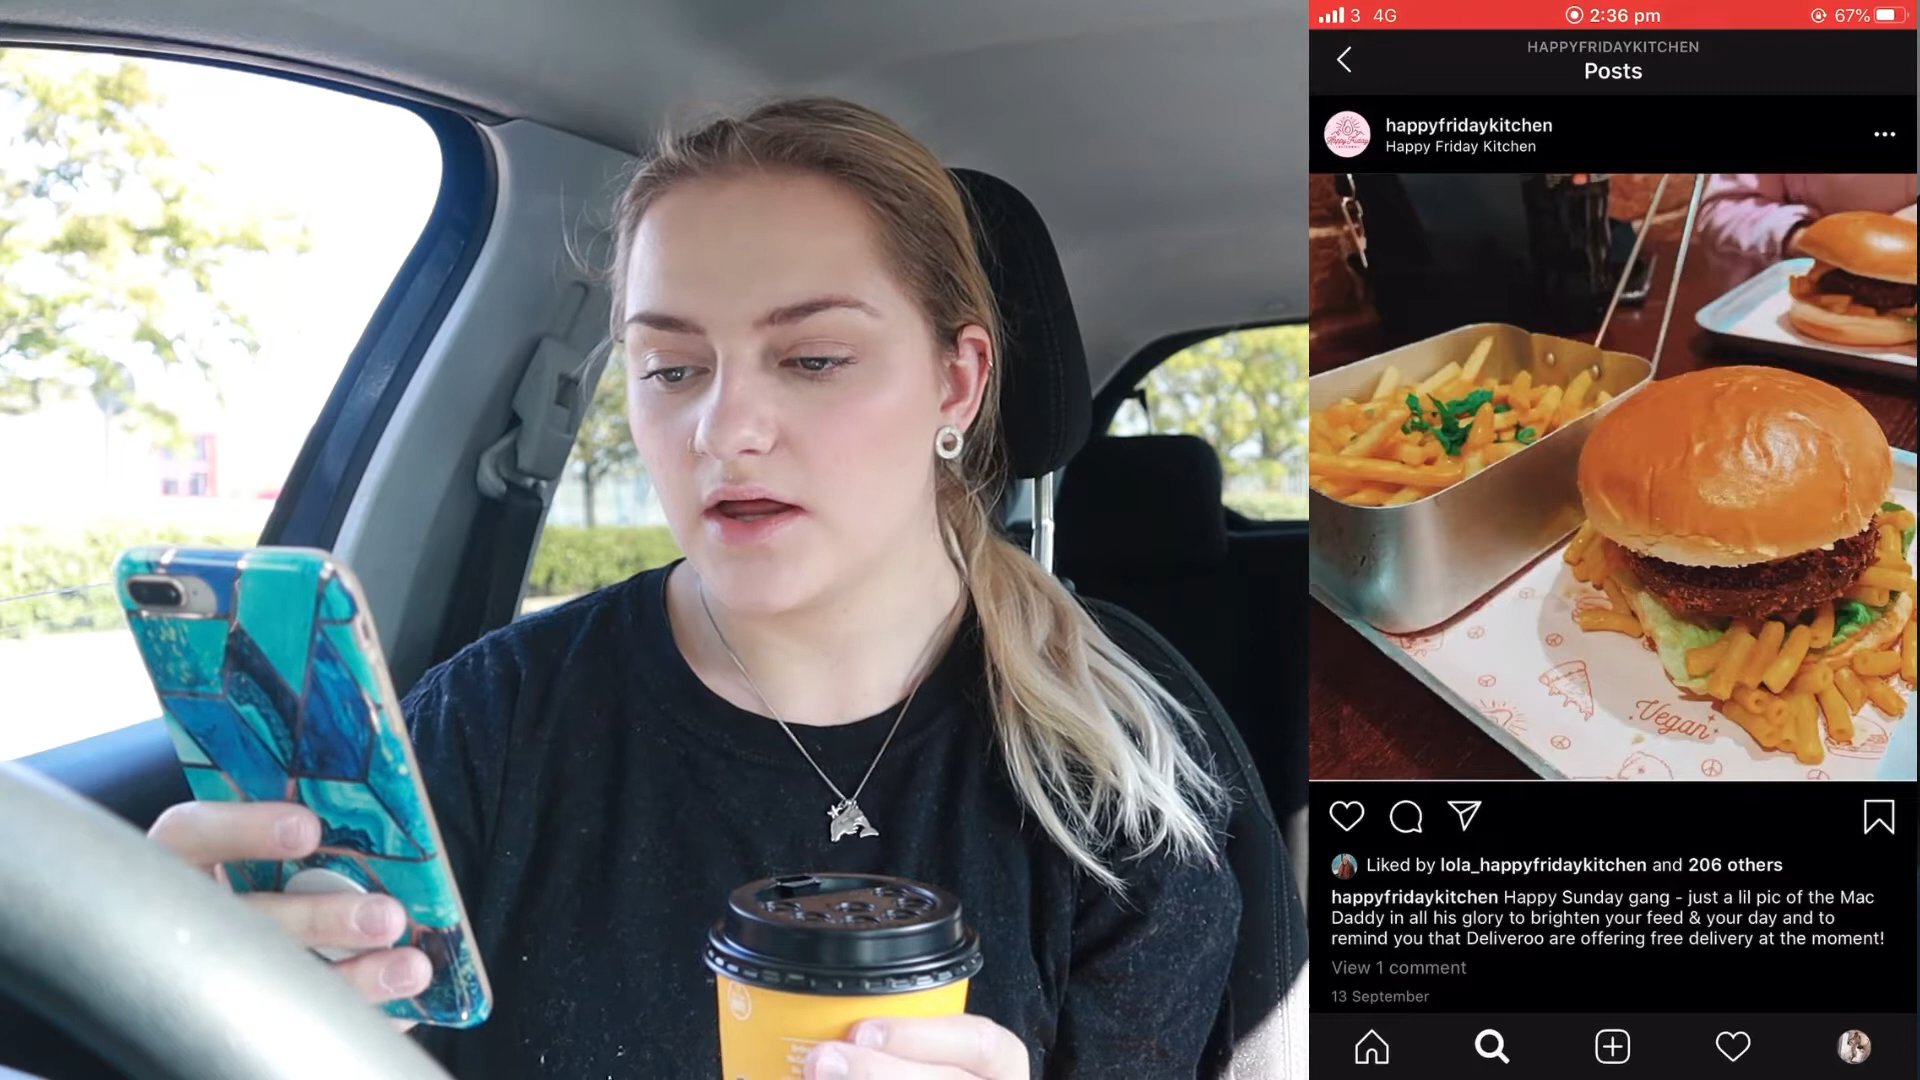 3 4G
2:36 pm
67%
HAPPYFRIDAYKITCHEN
Posts
happyfridaykitchen
Happy Friday Kitchen
Vegan
Liked by lola_happyfridaykitchen and 206 others
happyfridaykitchen Happy Sunday gang - just a lil pic of the Mac
Daddy in all his glory to brighten your feed & your day and to
remind you that Deliveroo are offering free delivery at the moment!
View 1 comment
13 September